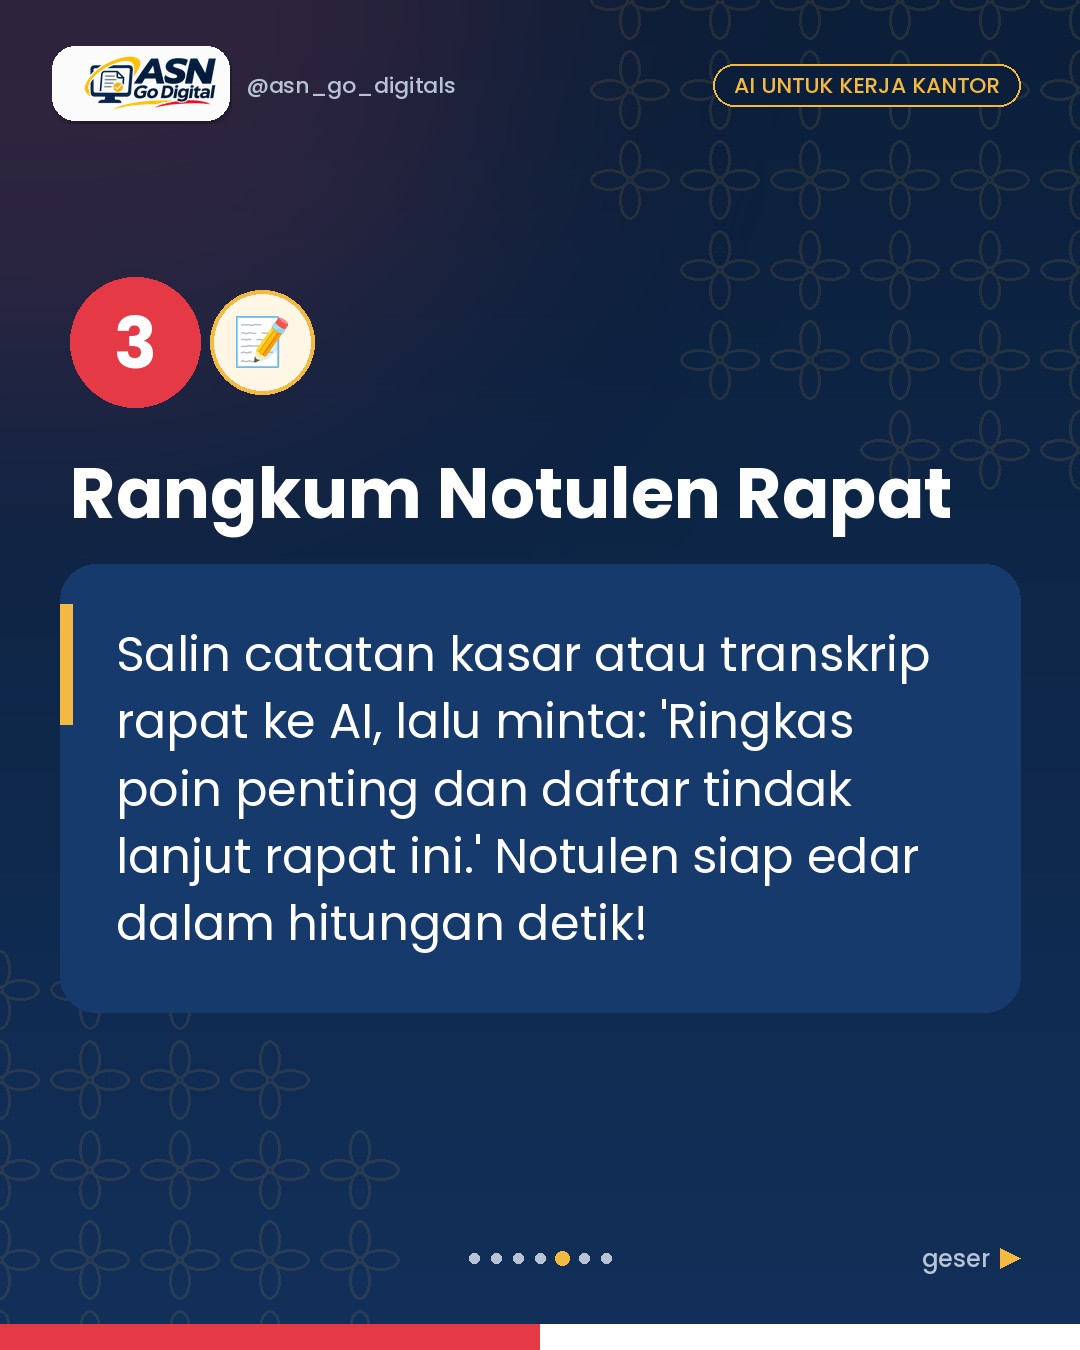 ASN
Go Digital
@asn_go_digitals
AI UNTUK KERJA KANTOR
3
Rangkum Notulen Rapat
Salin catatan kasar atau transkrip
rapat ke AI, lalu minta: 'Ringkas
poin penting dan daftar tindak
lanjut rapat ini.' Notulen siap edar
dalam hitungan detik!
geser